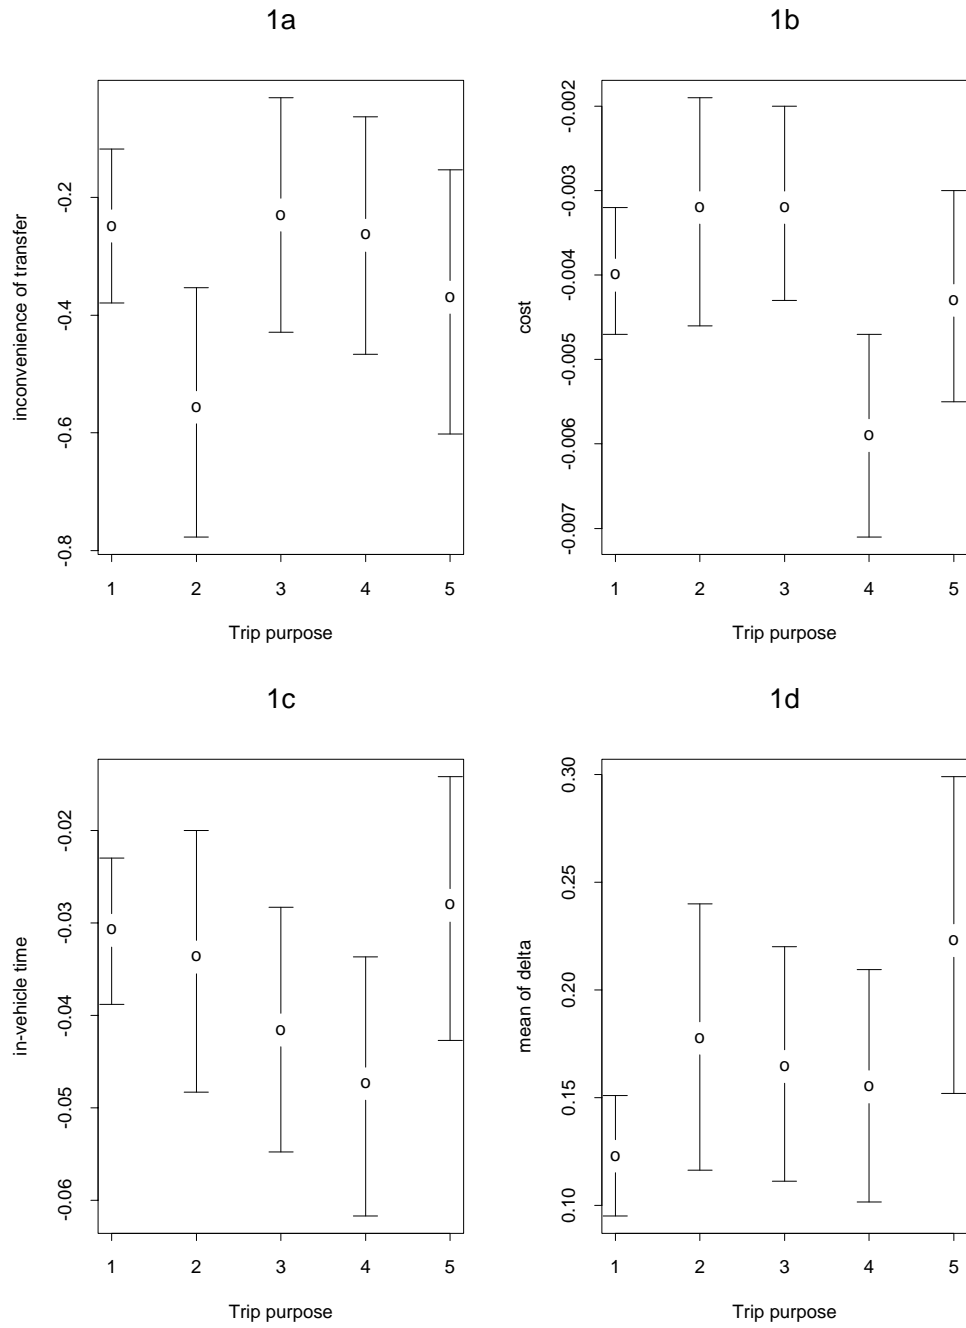 1a
inconvenience of transfer
-0.2
-0.4
-0.6
-0.8
1 2 3 4 5
Trip purpose
1b
cost
-0.002
-0.003
-0.004
-0.005
-0.006
-0.007
1 2 3 4 5
Trip purpose
1c
in-vehicle time
-0.02
-0.03
-0.04
-0.05
-0.06
1 2 3 4 5
Trip purpose
1d
mean of delta
0.30
0.25
0.20
0.15
0.10
1 2 3 4 5
Trip purpose